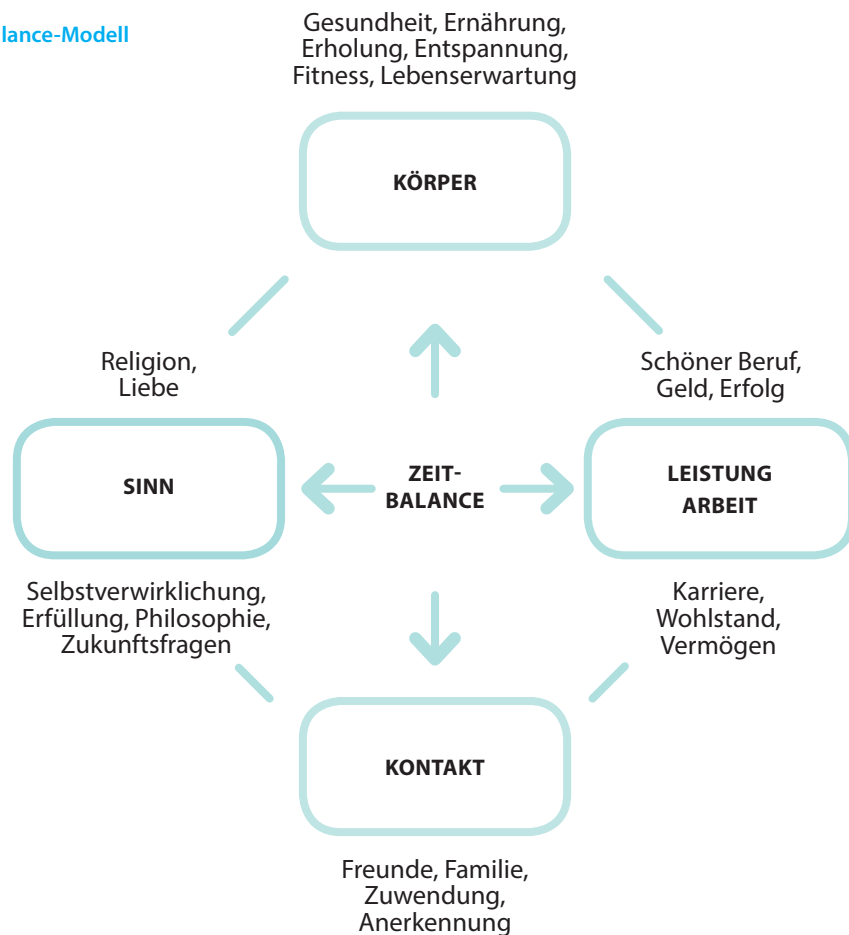 lance-Modell
Gesundheit, Ernährung,
Erholung, Entspannung,
Fitness, Lebenserwartung
KÖRPER
Religion,
Liebe
Schöner Beruf,
Geld, Erfolg
SINN
ZEIT-
BALANCE
LEISTUNG
ARBEIT
Selbstverwirklichung,
Erfüllung, Philosophie,
Zukunftsfragen
Karriere,
Wohlstand,
Vermögen
KONTAKT
Freunde, Familie,
Zuwendung,
Anerkennung